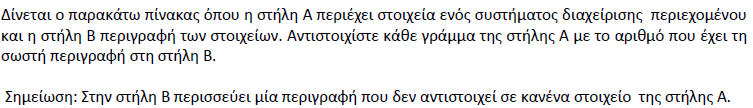 Δίνεται ο παρακάτω πίνακας όπου η στήλη Α περιέχει στοιχεία ενός συστήματος διαχείρισης περιεχομένου
και η στήλη Β περιγραφή των στοιχείων. Αντιστοιχίστε κάθε γράμμα της στήλης Α με το αριθμό που έχει τη
σωστή περιγραφή στη στήλη Β.
Σημείωση: Στην στήλη Β περισσεύει μία περιγραφή που δεν αντιστοιχεί σε κανένα στοιχείο της στήλης Α.